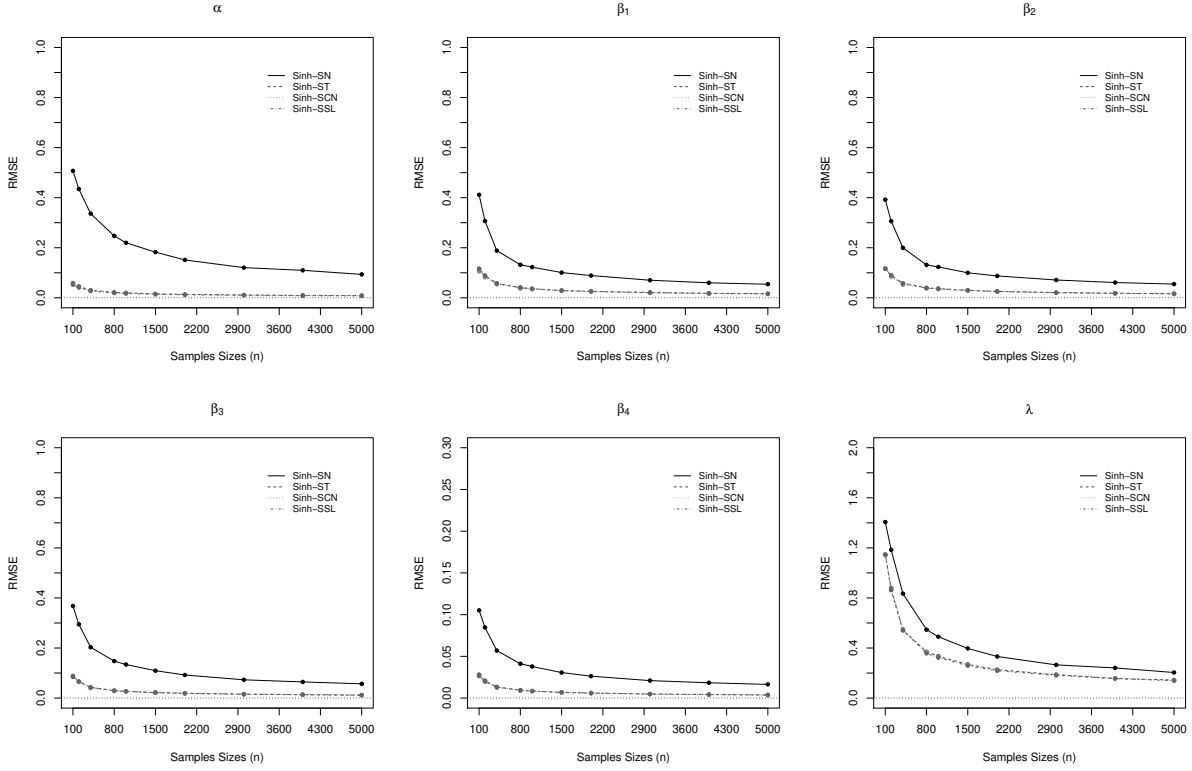 α
RMSE
1.0
0.8
0.6
0.4
0.2
0.0
Sinh−SN
Sinh−ST
Sinh−SCN
Sinh−SSL
100 800 1500 2200 2900 3600 4300 5000
Samples Sizes (n)
β1
RMSE
1.0
0.8
0.6
0.4
0.2
0.0
Sinh−SN
Sinh−ST
Sinh−SCN
Sinh−SSL
100 800 1500 2200 2900 3600 4300 5000
Samples Sizes (n)
β2
RMSE
1.0
0.8
0.6
0.4
0.2
0.0
Sinh−SN
Sinh−ST
Sinh−SCN
Sinh−SSL
100 800 1500 2200 2900 3600 4300 5000
Samples Sizes (n)
β3
RMSE
1.0
0.8
0.6
0.4
0.2
0.0
Sinh−SN
Sinh−ST
Sinh−SCN
Sinh−SSL
100 800 1500 2200 2900 3600 4300 5000
Samples Sizes (n)
β4
RMSE
0.30
0.25
0.20
0.15
0.10
0.05
0.00
Sinh−SN
Sinh−ST
Sinh−SCN
Sinh−SSL
100 800 1500 2200 2900 3600 4300 5000
Samples Sizes (n)
λ
RMSE
2.0
1.6
1.2
0.8
0.4
0.0
Sinh−SN
Sinh−ST
Sinh−SCN
Sinh−SSL
100 800 1500 2200 2900 3600 4300 5000
Samples Sizes (n)